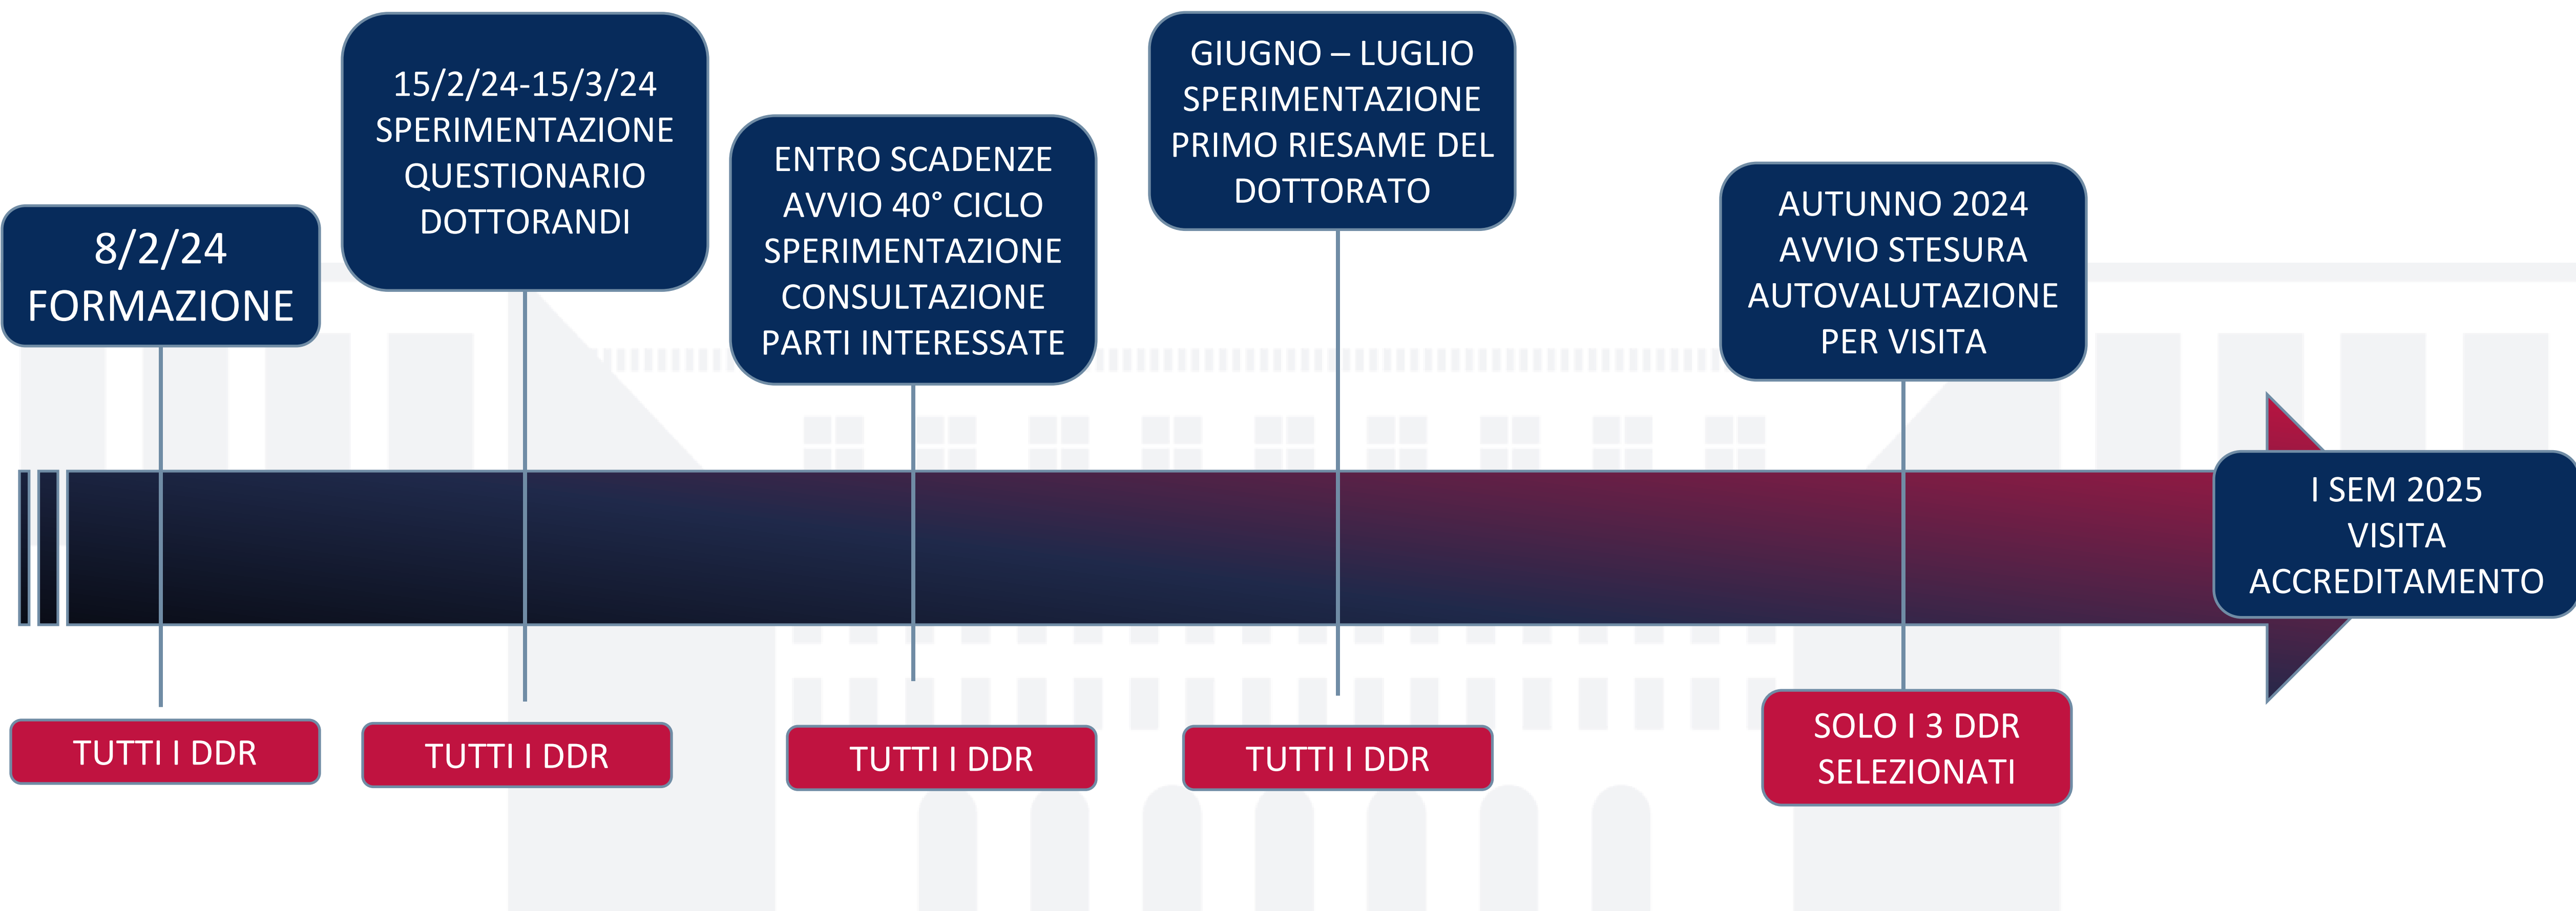 8/2/24
FORMAZIONE
15/2/24-15/3/24
SPERIMENTAZIONE
QUESTIONARIO
DOTTORANDI
ENTRO SCADENZE
AVVIO 40° CICLO
SPERIMENTAZIONE
CONSULTAZIONE
PARTI INTERESSATE
GIUGNO – LUGLIO
SPERIMENTAZIONE
PRIMO RIESAME DEL
DOTTORATO
AUTUNNO 2024
AVVIO STESURA
AUTOVALUTAZIONE
PER VISITA
I SEM 2025
VISITA
ACCREDITAMENTO
TUTTI I DDR
TUTTI I DDR
TUTTI I DDR
TUTTI I DDR
SOLO I 3 DDR
SELEZIONATI